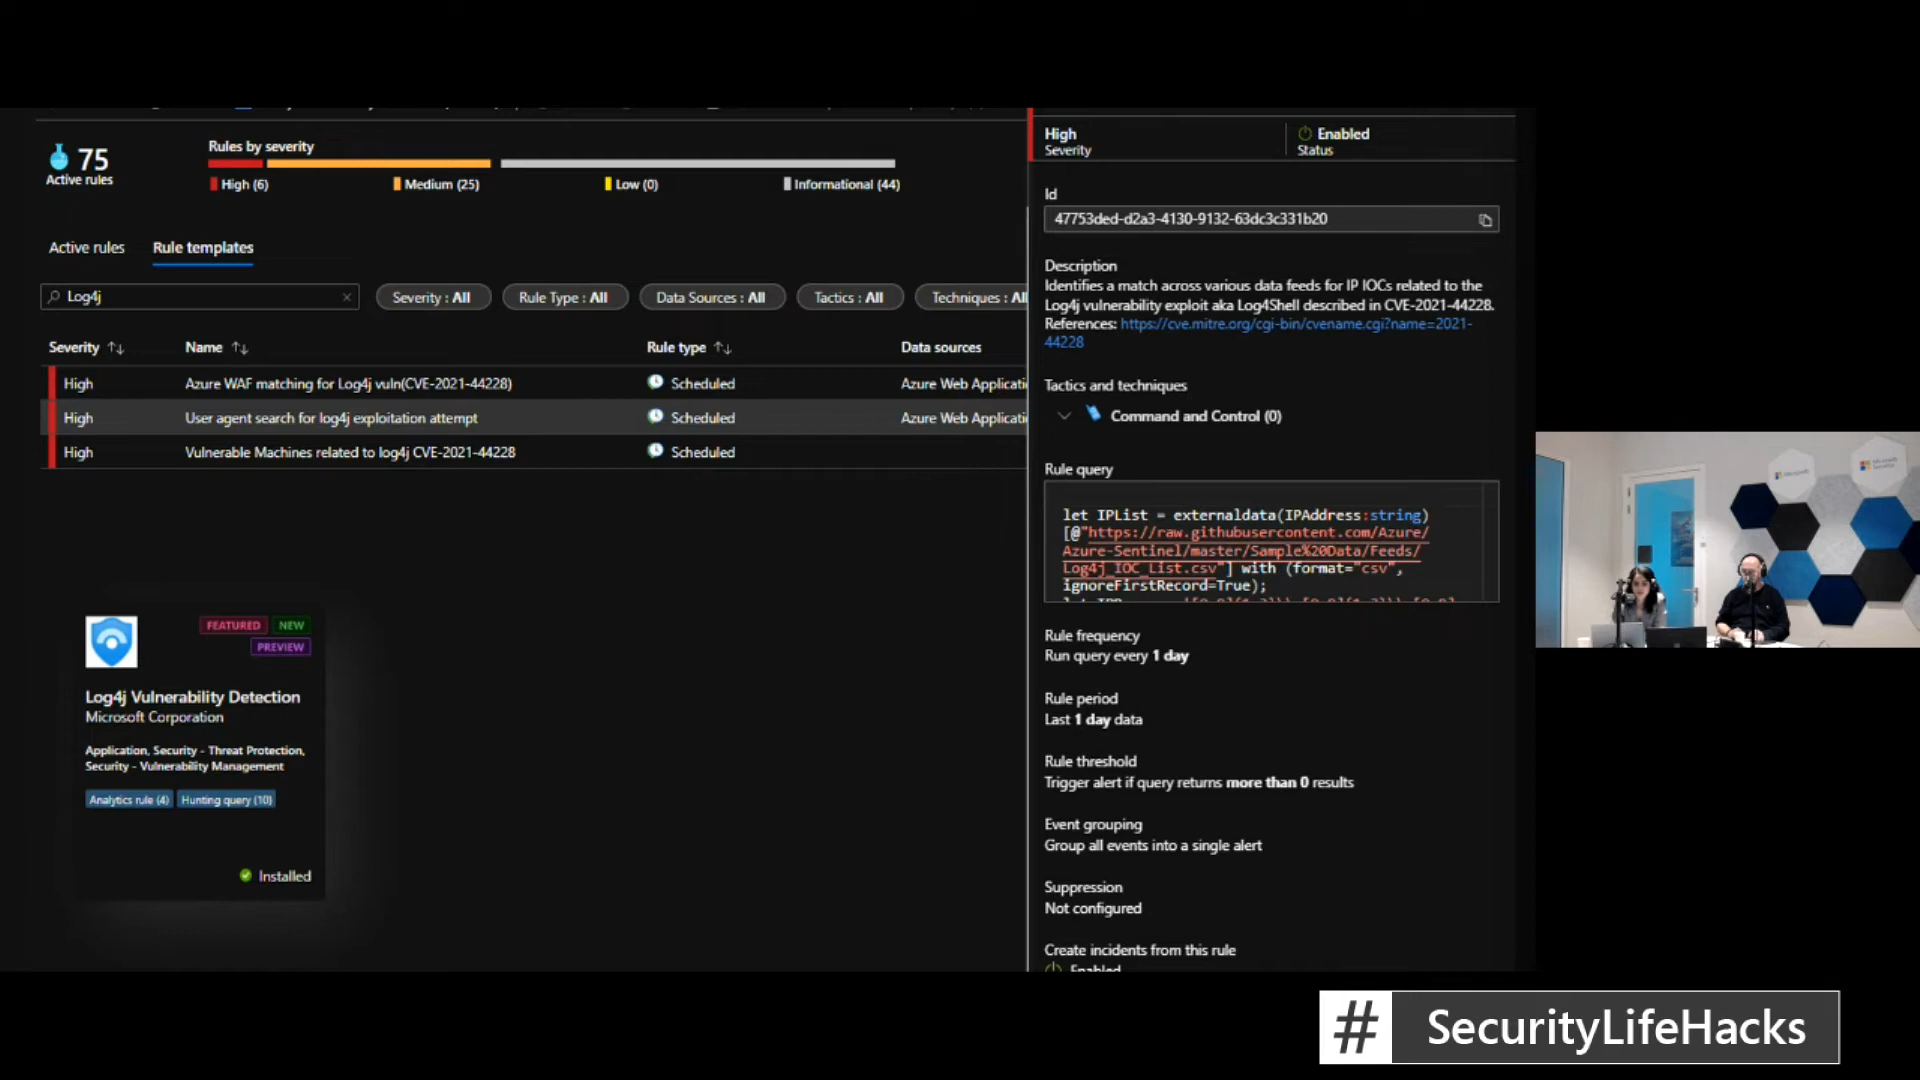 75
Active rules
Rules by severity
High (6)
Medium (25)
Low (0)
Informational (44)
Active rules
Rule templates
Log4j
Severity : All
Rule Type : All
Data Sources : All
Tactics : All
Techniques : All
Severity
Name
Rule type
Data sources
High
Azure WAF matching for Log4j vuln(CVE-2021-44228)
Scheduled
Azure Web Applicati
High
User agent search for log4j exploitation attempt
Scheduled
Azure Web Applicati
High
Vulnerable Machines related to log4j CVE-2021-44228
Scheduled
FEATURED
NEW
PREVIEW
Log4j Vulnerability Detection
Microsoft Corporation
Application, Security - Threat Protection,
Security - Vulnerability Management
Analytics rule (4)
Hunting query (10)
Installed
High
Severity
Enabled
Status
Id
47753ded-d2a3-4130-9132-63dc3c331b20
Description
Identifies a match across various data feeds for IP IOCs related to the
Log4j vulnerability exploit aka Log4Shell described in CVE-2021-44228.
References: https://cve.mitre.org/cgi-bin/cvename.cgi?name=2021-
44228
Tactics and techniques
Command and Control (0)
Rule query
let IPList = externaldata(IPAddress:string)
[@"https://raw.githubusercontent.com/Azure/
Azure-Sentinel/master/Sample%20Data/Feeds/
Log4j_IOC_List.csv"] with (format="csv",
ignoreFirstRecord=True);
Rule frequency
Run query every 1 day
Rule period
Last 1 day data
Rule threshold
Trigger alert if query returns more than 0 results
Event grouping
Group all events into a single alert
Suppression
Not configured
Create incidents from this rule
Enabled
Microsoft
Microsoft
Security
# SecurityLifeHacks